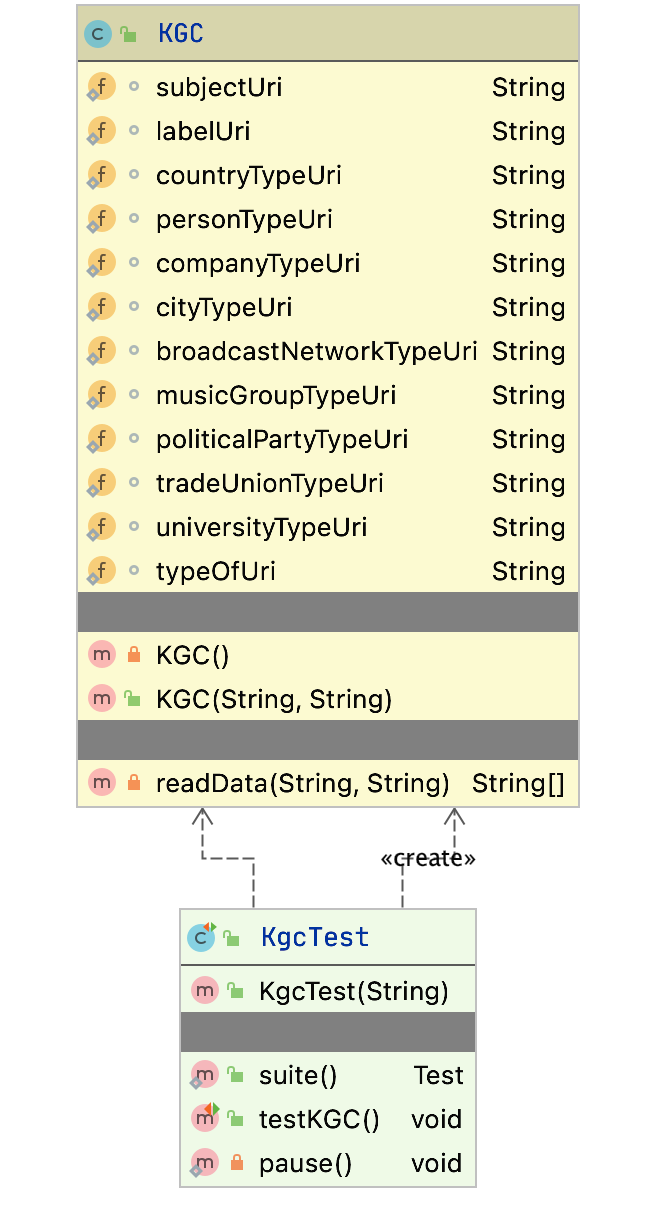 KGC
subjectUri String
labelUri String
countryTypeUri String
personTypeUri String
companyTypeUri String
cityTypeUri String
broadcastNetworkTypeUri String
musicGroupTypeUri String
politicalPartyTypeUri String
tradeUnionTypeUri String
universityTypeUri String
typeOfUri String
KGC()
KGC(String, String)
readData(String, String) String[]
«create»
KgcTest
KgcTest(String)
suite() Test
testKGC() void
pause() void